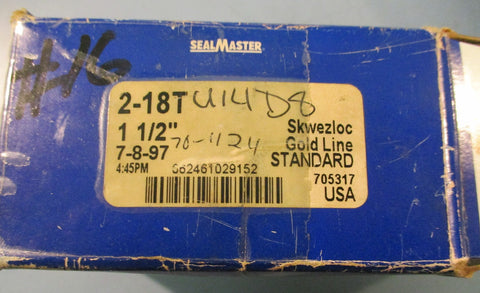 SEALMASTER
#16
2-18T U14D8
1 1/2" Skwezloc
70-1124 Gold Line
7-8-97 STANDARD
4:45PM 662461029152 705317
USA